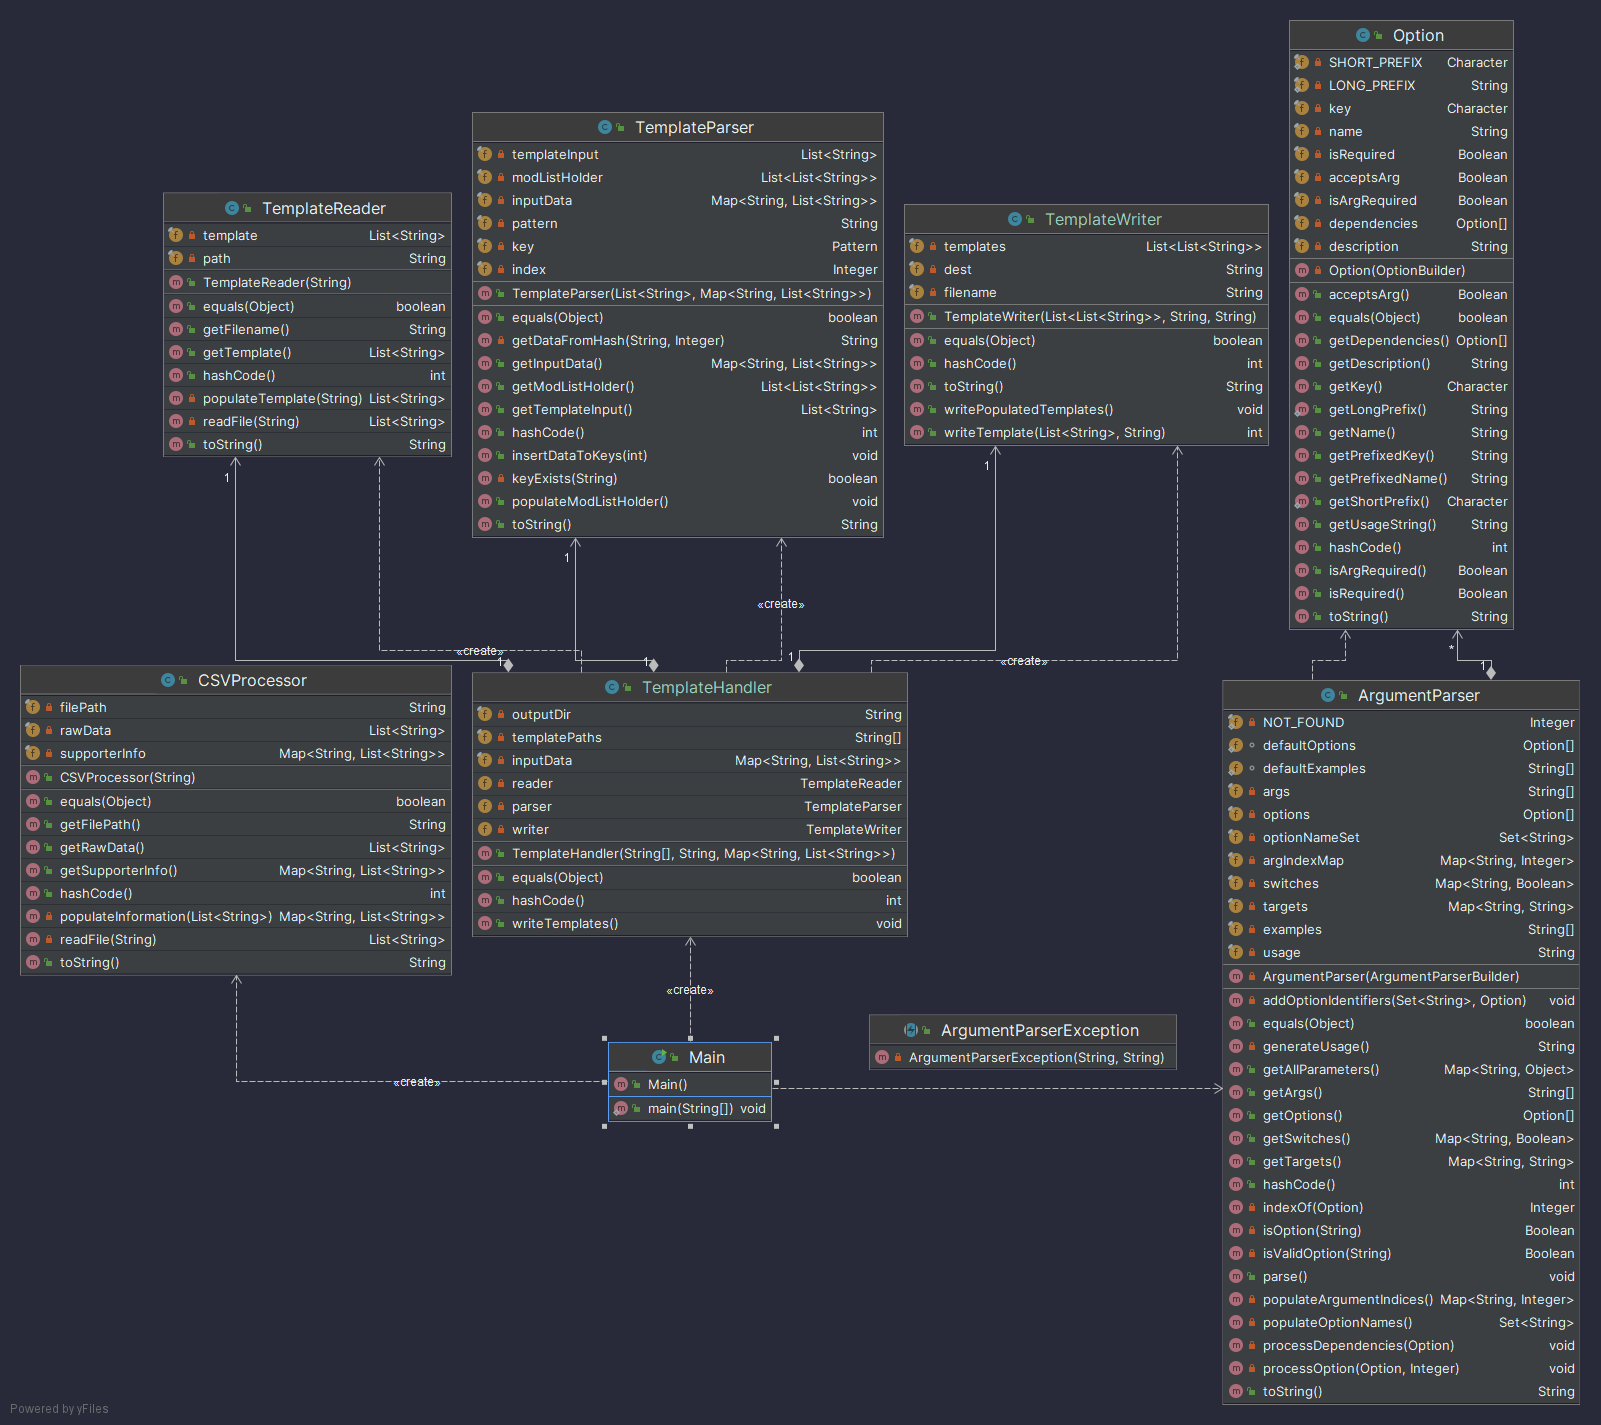 Option
SHORT_PREFIX Character
LONG_PREFIX String
key Character
name String
isRequired Boolean
acceptsArg Boolean
isArgRequired Boolean
dependencies Option[]
description String
Option(OptionBuilder)
acceptsArg() Boolean
equals(Object) boolean
getDependencies() Option[]
getDescription() String
getKey() Character
getLongPrefix() String
getName() String
getPrefixedKey() String
getPrefixedName() String
getShortPrefix() Character
getUsageString() String
hashCode() int
isArgRequired() Boolean
isRequired() Boolean
toString() String
TemplateParser
templateInput List<String>
modListHolder List<List<String>>
inputData Map<String, List<String>>
pattern String
key Pattern
index Integer
TemplateParser(List<String>, Map<String, List<String>>)
equals(Object) boolean
getDataFromHash(String, Integer) String
getInputData() Map<String, List<String>>
getModListHolder() List<List<String>>
getTemplateInput() List<String>
hashCode() int
insertDataToKeys(int) void
keyExists(String) boolean
populateModListHolder() void
toString() String
TemplateReader
template List<String>
path String
TemplateReader(String)
equals(Object) boolean
getFilename() String
getTemplate() List<String>
hashCode() int
populateTemplate(String) List<String>
readFile(String) List<String>
toString() String
TemplateWriter
templates List<List<String>>
dest String
filename String
TemplateWriter(List<List<String>>, String, String)
equals(Object) boolean
hashCode() int
toString() String
writePopulatedTemplates() void
writeTemplate(List<String>, String) int
1
1
1
«create»
«create»
1
1
1
«create»
*
1
CSVProcessor
filePath String
rawData List<String>
supporterInfo Map<String, List<String>>
CSVProcessor(String)
equals(Object) boolean
getFilePath() String
getRawData() List<String>
getSupporterInfo() Map<String, List<String>>
hashCode() int
populateInformation(List<String>) Map<String, List<String>>
readFile(String) List<String>
toString() String
TemplateHandler
outputDir String
templatePaths String[]
inputData Map<String, List<String>>
reader TemplateReader
parser TemplateParser
writer TemplateWriter
TemplateHandler(String[], String, Map<String, List<String>>)
equals(Object) boolean
hashCode() int
writeTemplates() void
ArgumentParser
NOT_FOUND Integer
defaultOptions Option[]
defaultExamples String[]
args String[]
options Option[]
optionNameSet Set<String>
argIndexMap Map<String, Integer>
switches Map<String, Boolean>
targets Map<String, String>
examples String[]
usage String
ArgumentParser(ArgumentParserBuilder)
addOptionIdentifiers(Set<String>, Option) void
equals(Object) boolean
generateUsage() String
getAllParameters() Map<String, Object>
getArgs() String[]
getOptions() Option[]
getSwitches() Map<String, Boolean>
getTargets() Map<String, String>
hashCode() int
indexOf(Option) Integer
isOption(String) Boolean
isValidOption(String) Boolean
parse() void
populateArgumentIndices() Map<String, Integer>
populateOptionNames() Set<String>
processDependencies(Option) void
processOption(Option, Integer) void
toString() String
«create»
ArgumentParserException
ArgumentParserException(String, String)
Main
Main()
main(String[]) void
«create»
Powered by yFiles